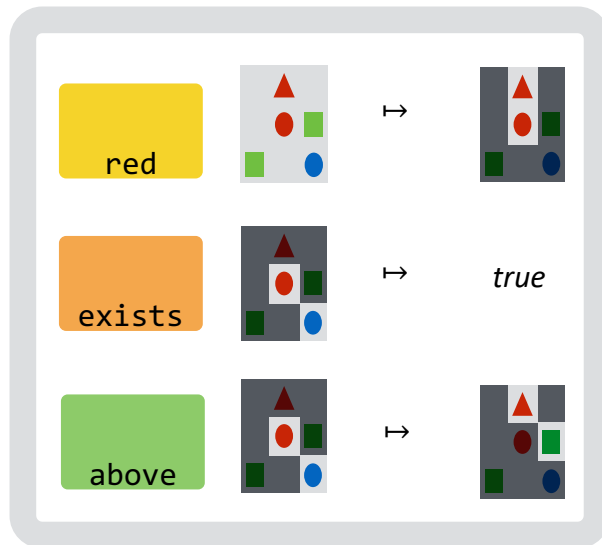 red ↦
exists ↦ true
above ↦